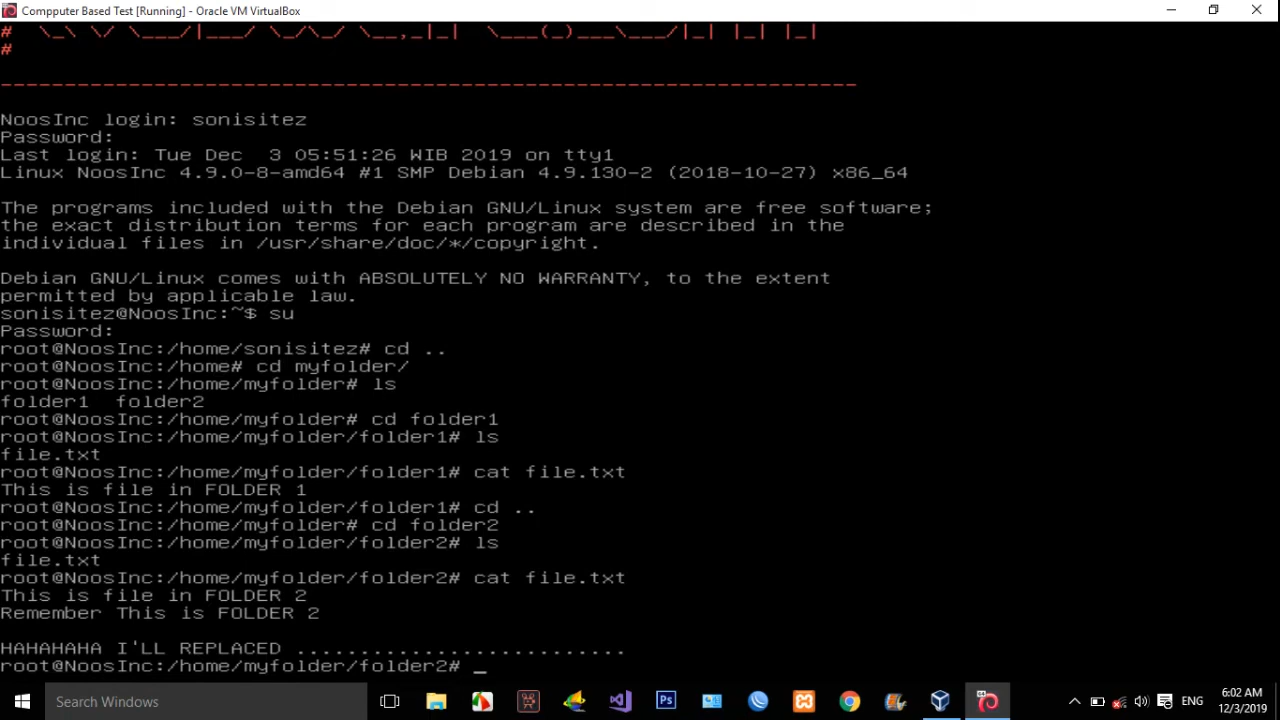 Compputer Based Test [Running] - Oracle VM VirtualBox
#  \_\ \/ \___/|___/ \_/\_/ \__,_|_|  \___(_)___\___/|_| |_| |_|
#
-------------------------------------------------------------------
NoosInc login: sonisitez
Password:
Last login: Tue Dec  3 05:51:26 WIB 2019 on tty1
Linux NoosInc 4.9.0-8-amd64 #1 SMP Debian 4.9.130-2 (2018-10-27) x86_64
The programs included with the Debian GNU/Linux system are free software;
the exact distribution terms for each program are described in the
individual files in /usr/share/doc/*/copyright.
Debian GNU/Linux comes with ABSOLUTELY NO WARRANTY, to the extent
permitted by applicable law.
sonisitez@NoosInc:~$ su
Password:
root@NoosInc:/home/sonisitez# cd ..
root@NoosInc:/home# cd myfolder/
root@NoosInc:/home/myfolder# ls
folder1  folder2
root@NoosInc:/home/myfolder# cd folder1
root@NoosInc:/home/myfolder/folder1# ls
file.txt
root@NoosInc:/home/myfolder/folder1# cat file.txt
This is file in FOLDER 1
root@NoosInc:/home/myfolder/folder1# cd ..
root@NoosInc:/home/myfolder# cd folder2
root@NoosInc:/home/myfolder/folder2# ls
file.txt
root@NoosInc:/home/myfolder/folder2# cat file.txt
This is file in FOLDER 2
Remember This is FOLDER 2
HAHAHAHA I'LL REPLACED ..........................
root@NoosInc:/home/myfolder/folder2# _
Search Windows
Ps
ENG
6:02 AM
12/3/2019